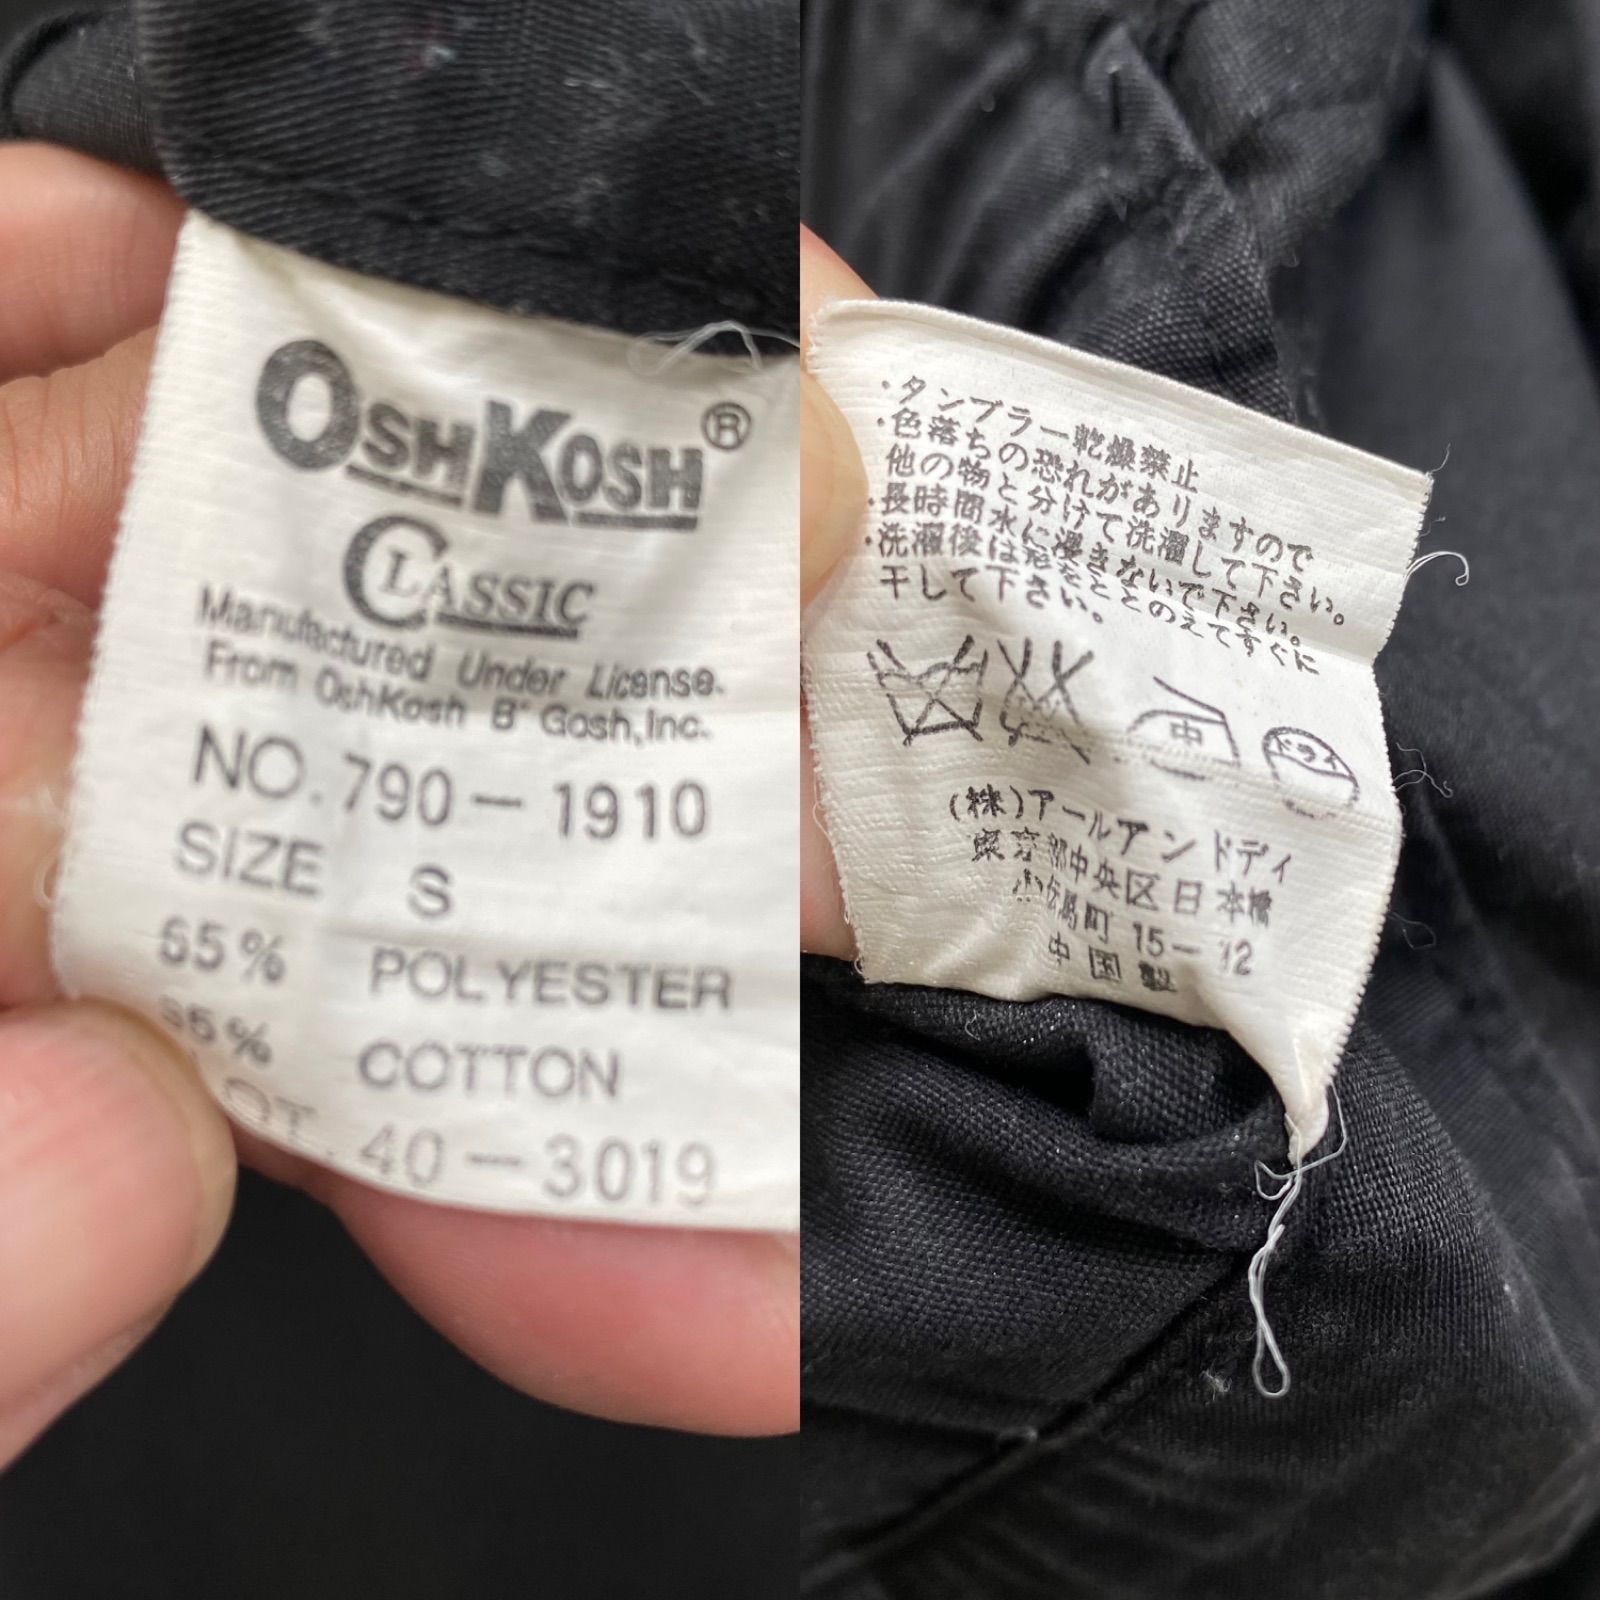 OSHKOSH®
CLASSIC
Manufactured Under License.
From OshKosh B' Gosh,Inc.
NO.790-1910
SIZE S
65% POLYESTER
35% COTTON
LOT.40-3019
・タンブラー乾燥禁止
・色落ちの恐れがありますので
他の物と分けて洗濯して下さい。
・長時間水に浸きないで下さい。
・洗濯後は形をととのえてすぐに
干して下さい。
中
ドライ
(株)アールアンドディ
東京都中央区日本橋
小伝馬町 15-12
中国製